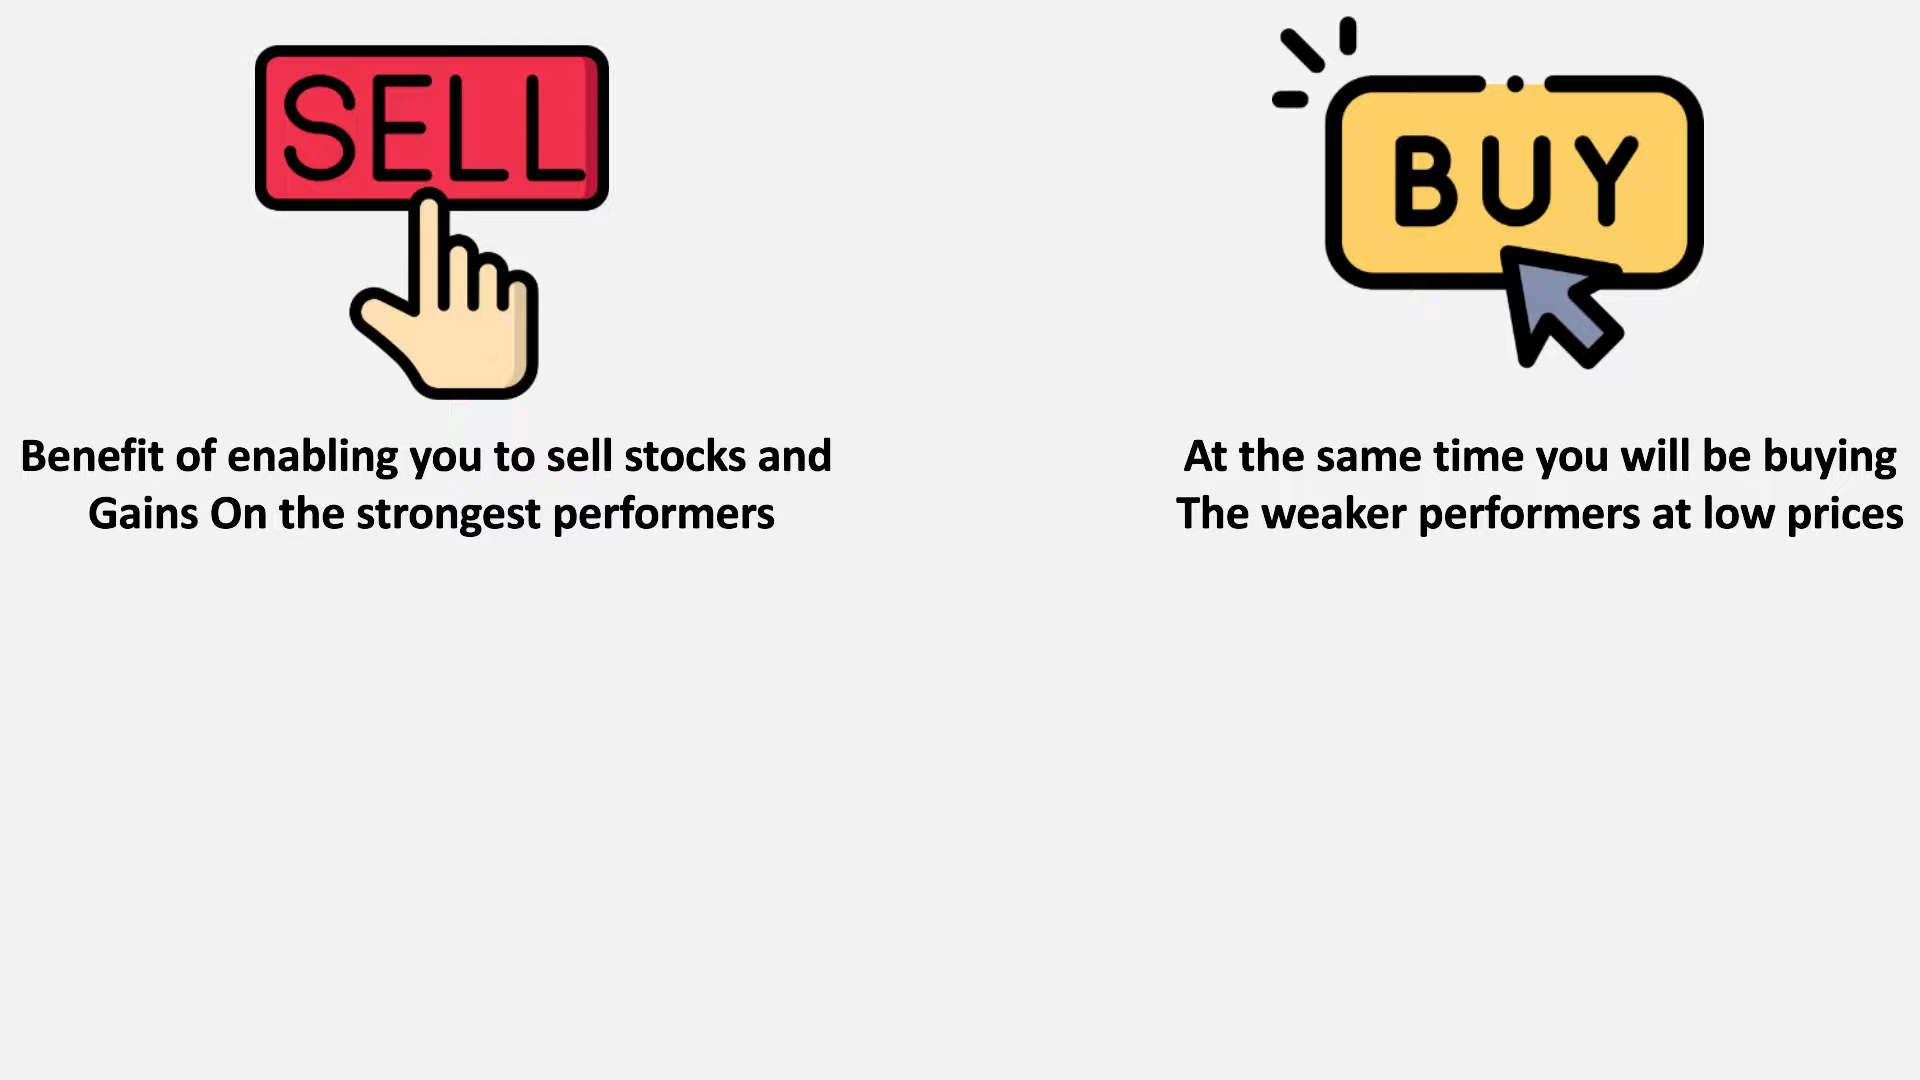 SELL
BUY
Benefit of enabling you to sell stocks and
Gains On the strongest performers
At the same time you will be buying
The weaker performers at low prices